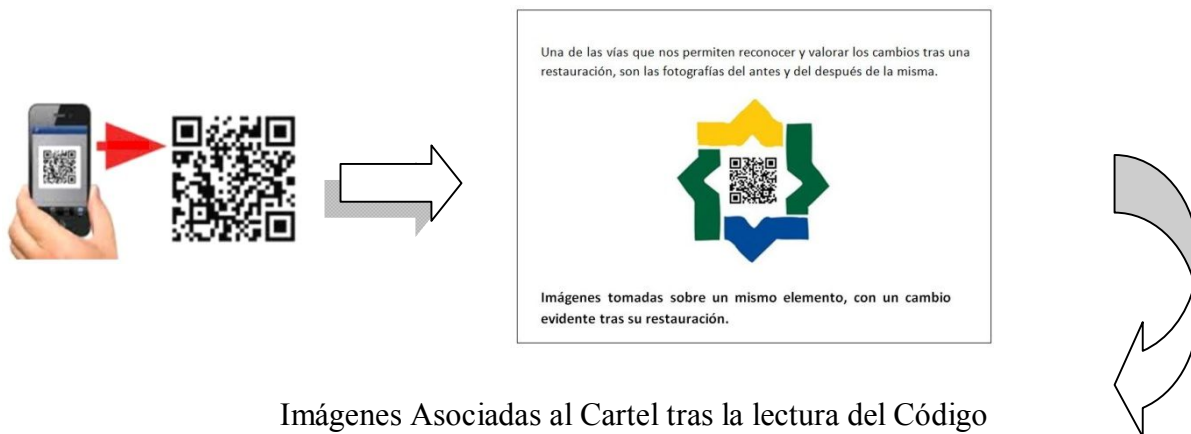 Una de las vías que nos permiten reconocer y valorar los cambios tras una
restauración, son las fotografías del antes y del después de la misma.
Imágenes tomadas sobre un mismo elemento, con un cambio
evidente tras su restauración.
Imágenes Asociadas al Cartel tras la lectura del Código